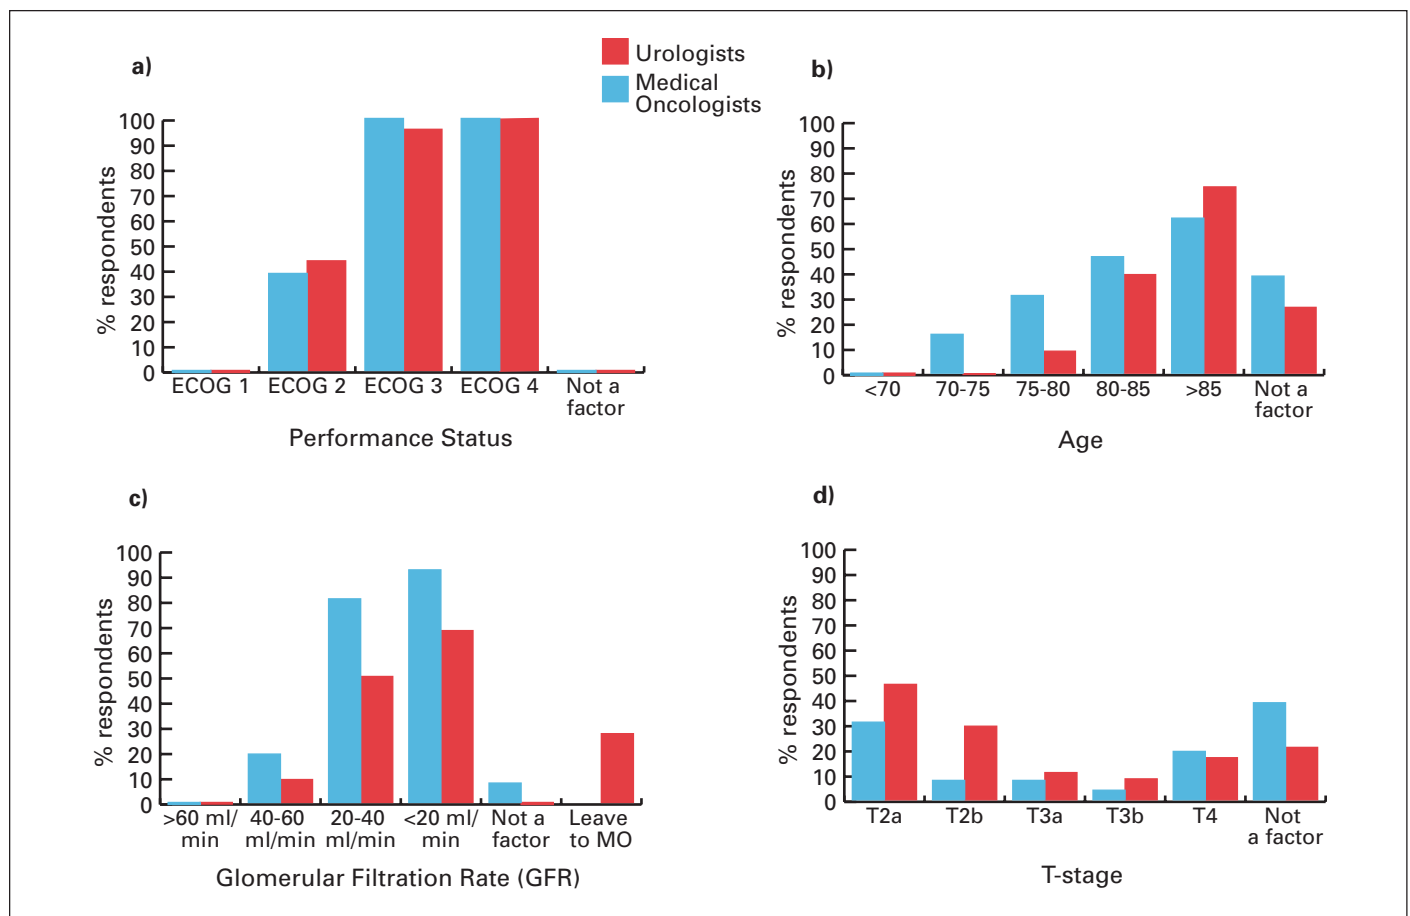 a)
Urologists
Medical
Oncologists
100
90
80
70
60
50
40
30
20
10
0
% respondents
ECOG 1 ECOG 2 ECOG 3 ECOG 4 Not a
factor
Performance Status
b)
100
90
80
70
60
50
40
30
20
10
0
% respondents
<70 70-75 75-80 80-85 >85 Not a
factor
Age
c)
100
90
80
70
60
50
40
30
20
10
0
% respondents
>60 ml/ 40-60 20-40 <20 ml/ Not a Leave
min ml/min ml/min min factor to MO
Glomerular Filtration Rate (GFR)
d)
100
90
80
70
60
50
40
30
20
10
0
% respondents
T2a T2b T3a T3b T4 Not
a factor
T-stage